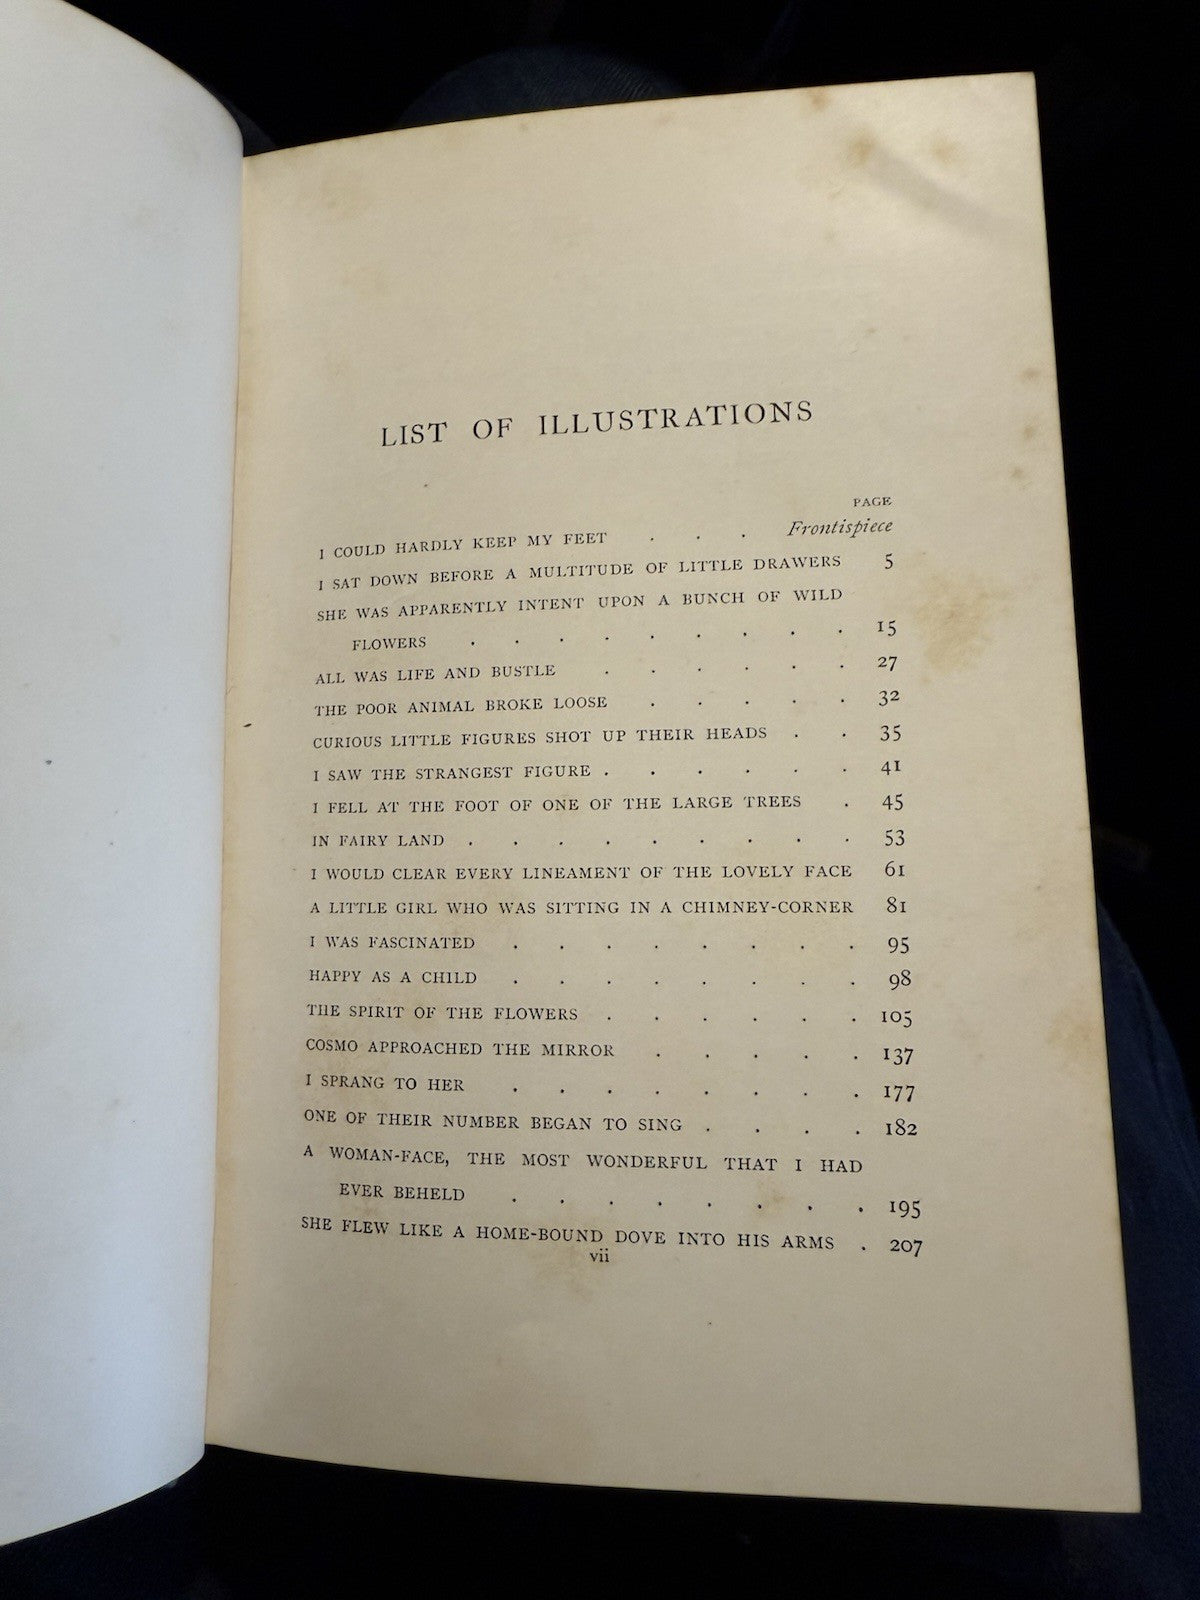 LIST OF ILLUSTRATIONS
PAGE
I COULD HARDLY KEEP MY FEET . . . Frontispiece
I SAT DOWN BEFORE A MULTITUDE OF LITTLE DRAWERS 5
SHE WAS APPARENTLY INTENT UPON A BUNCH OF WILD
FLOWERS . . . . . . . . . 15
ALL WAS LIFE AND BUSTLE . . . . . . 27
THE POOR ANIMAL BROKE LOOSE . . . . . 32
CURIOUS LITTLE FIGURES SHOT UP THEIR HEADS . . 35
I SAW THE STRANGEST FIGURE . . . . . . 41
I FELL AT THE FOOT OF ONE OF THE LARGE TREES . 45
IN FAIRY LAND . . . . . . . . . 53
I WOULD CLEAR EVERY LINEAMENT OF THE LOVELY FACE 61
A LITTLE GIRL WHO WAS SITTING IN A CHIMNEY-CORNER 81
I WAS FASCINATED . . . . . . . . 95
HAPPY AS A CHILD . . . . . . . . 98
THE SPIRIT OF THE FLOWERS . . . . . . 105
COSMO APPROACHED THE MIRROR . . . . . 137
I SPRANG TO HER . . . . . . . . 177
ONE OF THEIR NUMBER BEGAN TO SING . . . . 182
A WOMAN-FACE, THE MOST WONDERFUL THAT I HAD
EVER BEHELD . . . . . . . . 195
SHE FLEW LIKE A HOME-BOUND DOVE INTO HIS ARMS . 207
vii